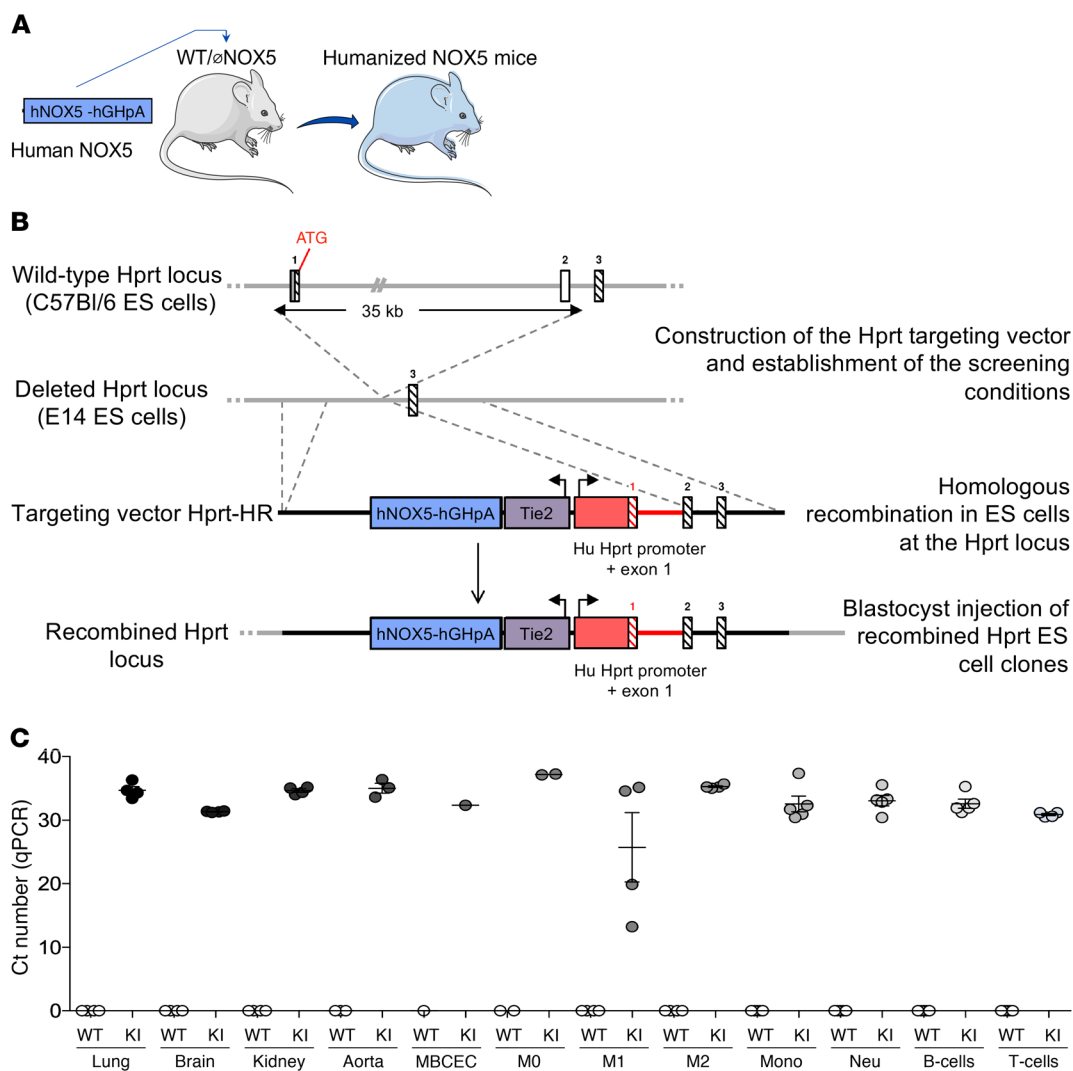 A
WT/∅NOX5
Humanized NOX5 mice
hNOX5 -hGHpA
Human NOX5
B
ATG
1
2
3
Wild-type Hprt locus
(C57Bl/6 ES cells)
35 kb
Construction of the Hprt targeting vector
and establishment of the screening
conditions
3
Deleted Hprt locus
(E14 ES cells)
1
2
3
Targeting vector Hprt-HR
hNOX5-hGHpA
Tie2
Hu Hprt promoter
+ exon 1
Homologous
recombination in ES cells
at the Hprt locus
1
2
3
Recombined Hprt
locus
hNOX5-hGHpA
Tie2
Hu Hprt promoter
+ exon 1
Blastocyst injection of
recombined Hprt ES
cell clones
C
Ct number (qPCR)
40
30
20
10
0
WT KI WT KI WT KI WT KI WT KI WT KI WT KI WT KI WT KI WT KI WT KI WT KI
Lung Brain Kidney Aorta MBCEC M0 M1 M2 Mono Neu B-cells T-cells